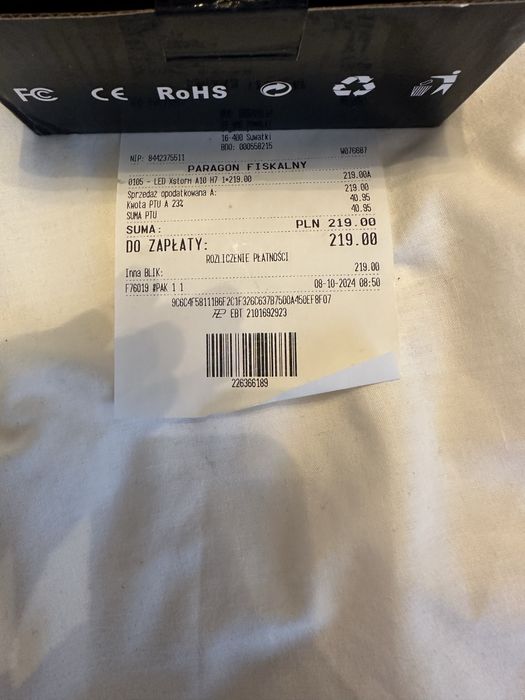 FC CE RoHS
16-400 Suwałki
BDO: 000558215
NIP: 8442375511 W076687
PARAGON FISKALNY
0105 - LED Xstorm A10 H7 1*219.00 219.00A
Sprzedaż opodatkowana A: 219.00
Kwota PTU A 23% 40.95
SUMA PTU 40.95
SUMA: PLN 219.00
DO ZAPŁATY: 219.00
ROZLICZENIE PŁATNOŚCI
Inna BLIK: 219.00
F76019 #PAK 1 1 08-10-2024 08:50
9C6C4F58111B6F2C1F326C637B7500A450EF8F07
EBT 2101692923
226366189